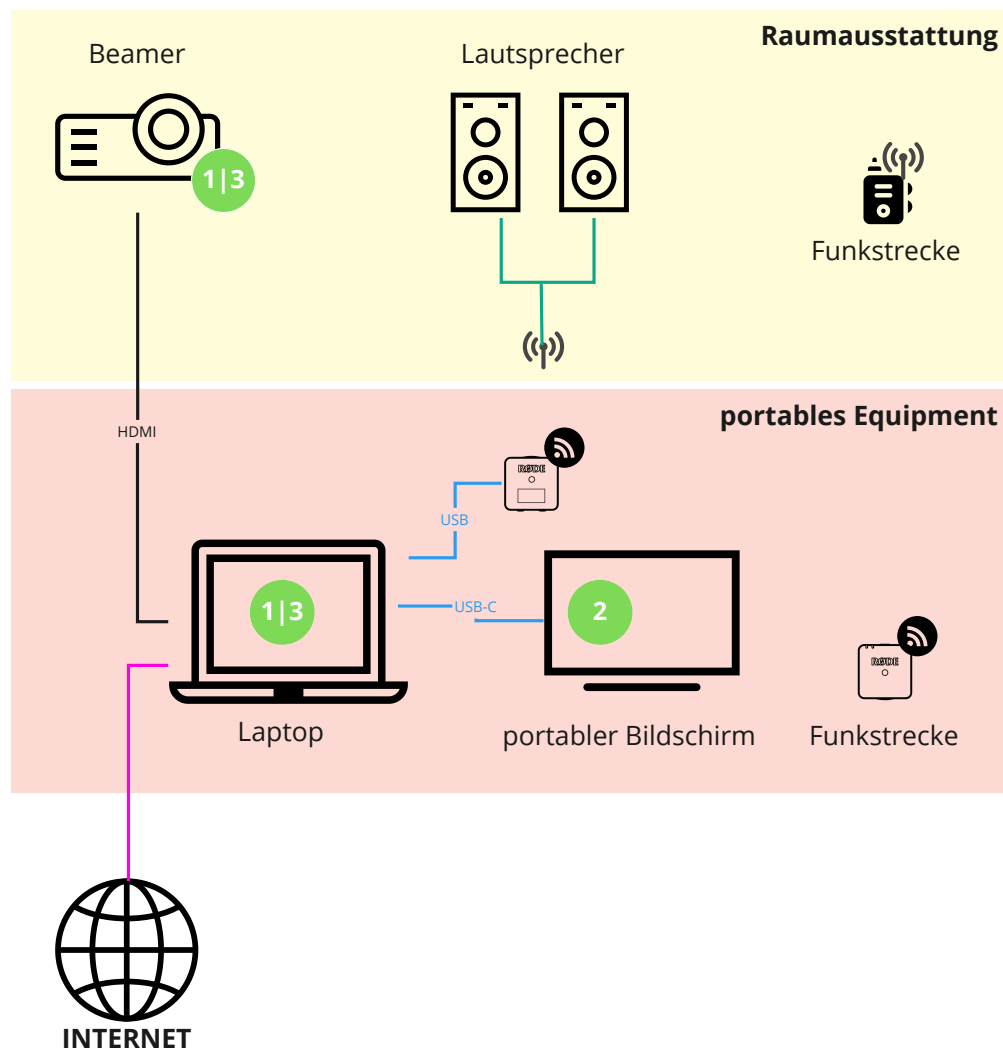 Raumausstattung
Beamer
Lautsprecher
1|3
Funkstrecke
portables Equipment
HDMI
RØDE
USB
1|3
USB-C
2
RØDE
Laptop
portabler Bildschirm
Funkstrecke
INTERNET